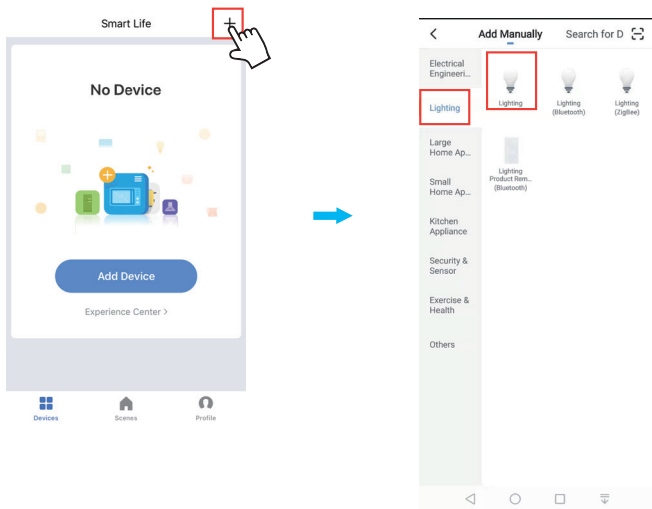 Smart Life
+
No Device
Add Device
Experience Center >
Devices
Scenes
Profile
< Add Manually Search for D
Electrical
Engineeri...
Lighting
Large
Home Ap...
Small
Home Ap...
Kitchen
Appliance
Security &
Sensor
Exercise &
Health
Others
Lighting
Lighting
(Bluetooth)
Lighting
(ZigBee)
Lighting
Product Rem...
(Bluetooth)